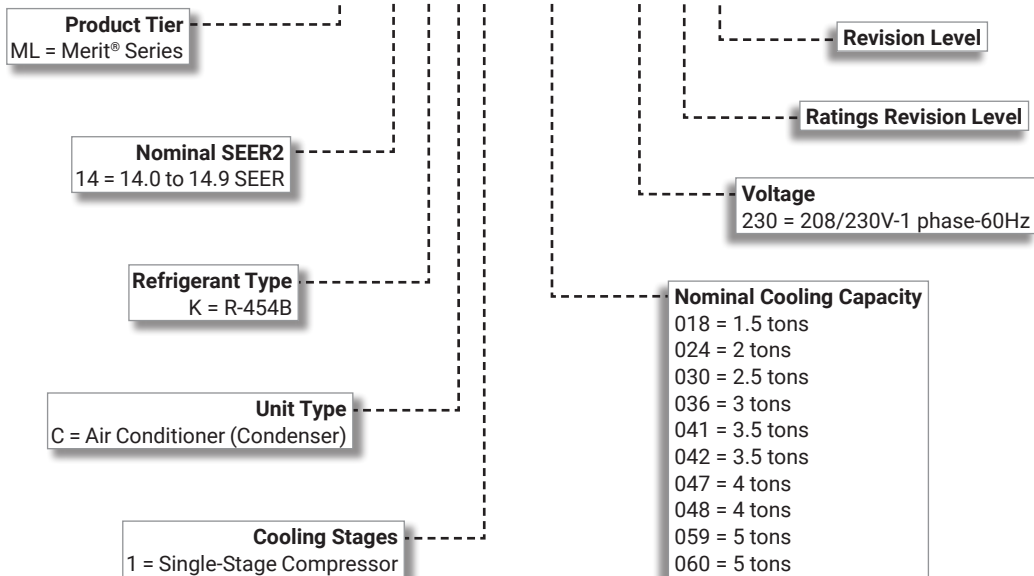 Product Tier
ML = Merit® Series
Revision Level
Ratings Revision Level
Nominal SEER2
14 = 14.0 to 14.9 SEER
Voltage
230 = 208/230V-1 phase-60Hz
Refrigerant Type
K = R-454B
Nominal Cooling Capacity
018 = 1.5 tons
024 = 2 tons
030 = 2.5 tons
036 = 3 tons
041 = 3.5 tons
042 = 3.5 tons
047 = 4 tons
048 = 4 tons
059 = 5 tons
060 = 5 tons
Unit Type
C = Air Conditioner (Condenser)
Cooling Stages
1 = Single-Stage Compressor